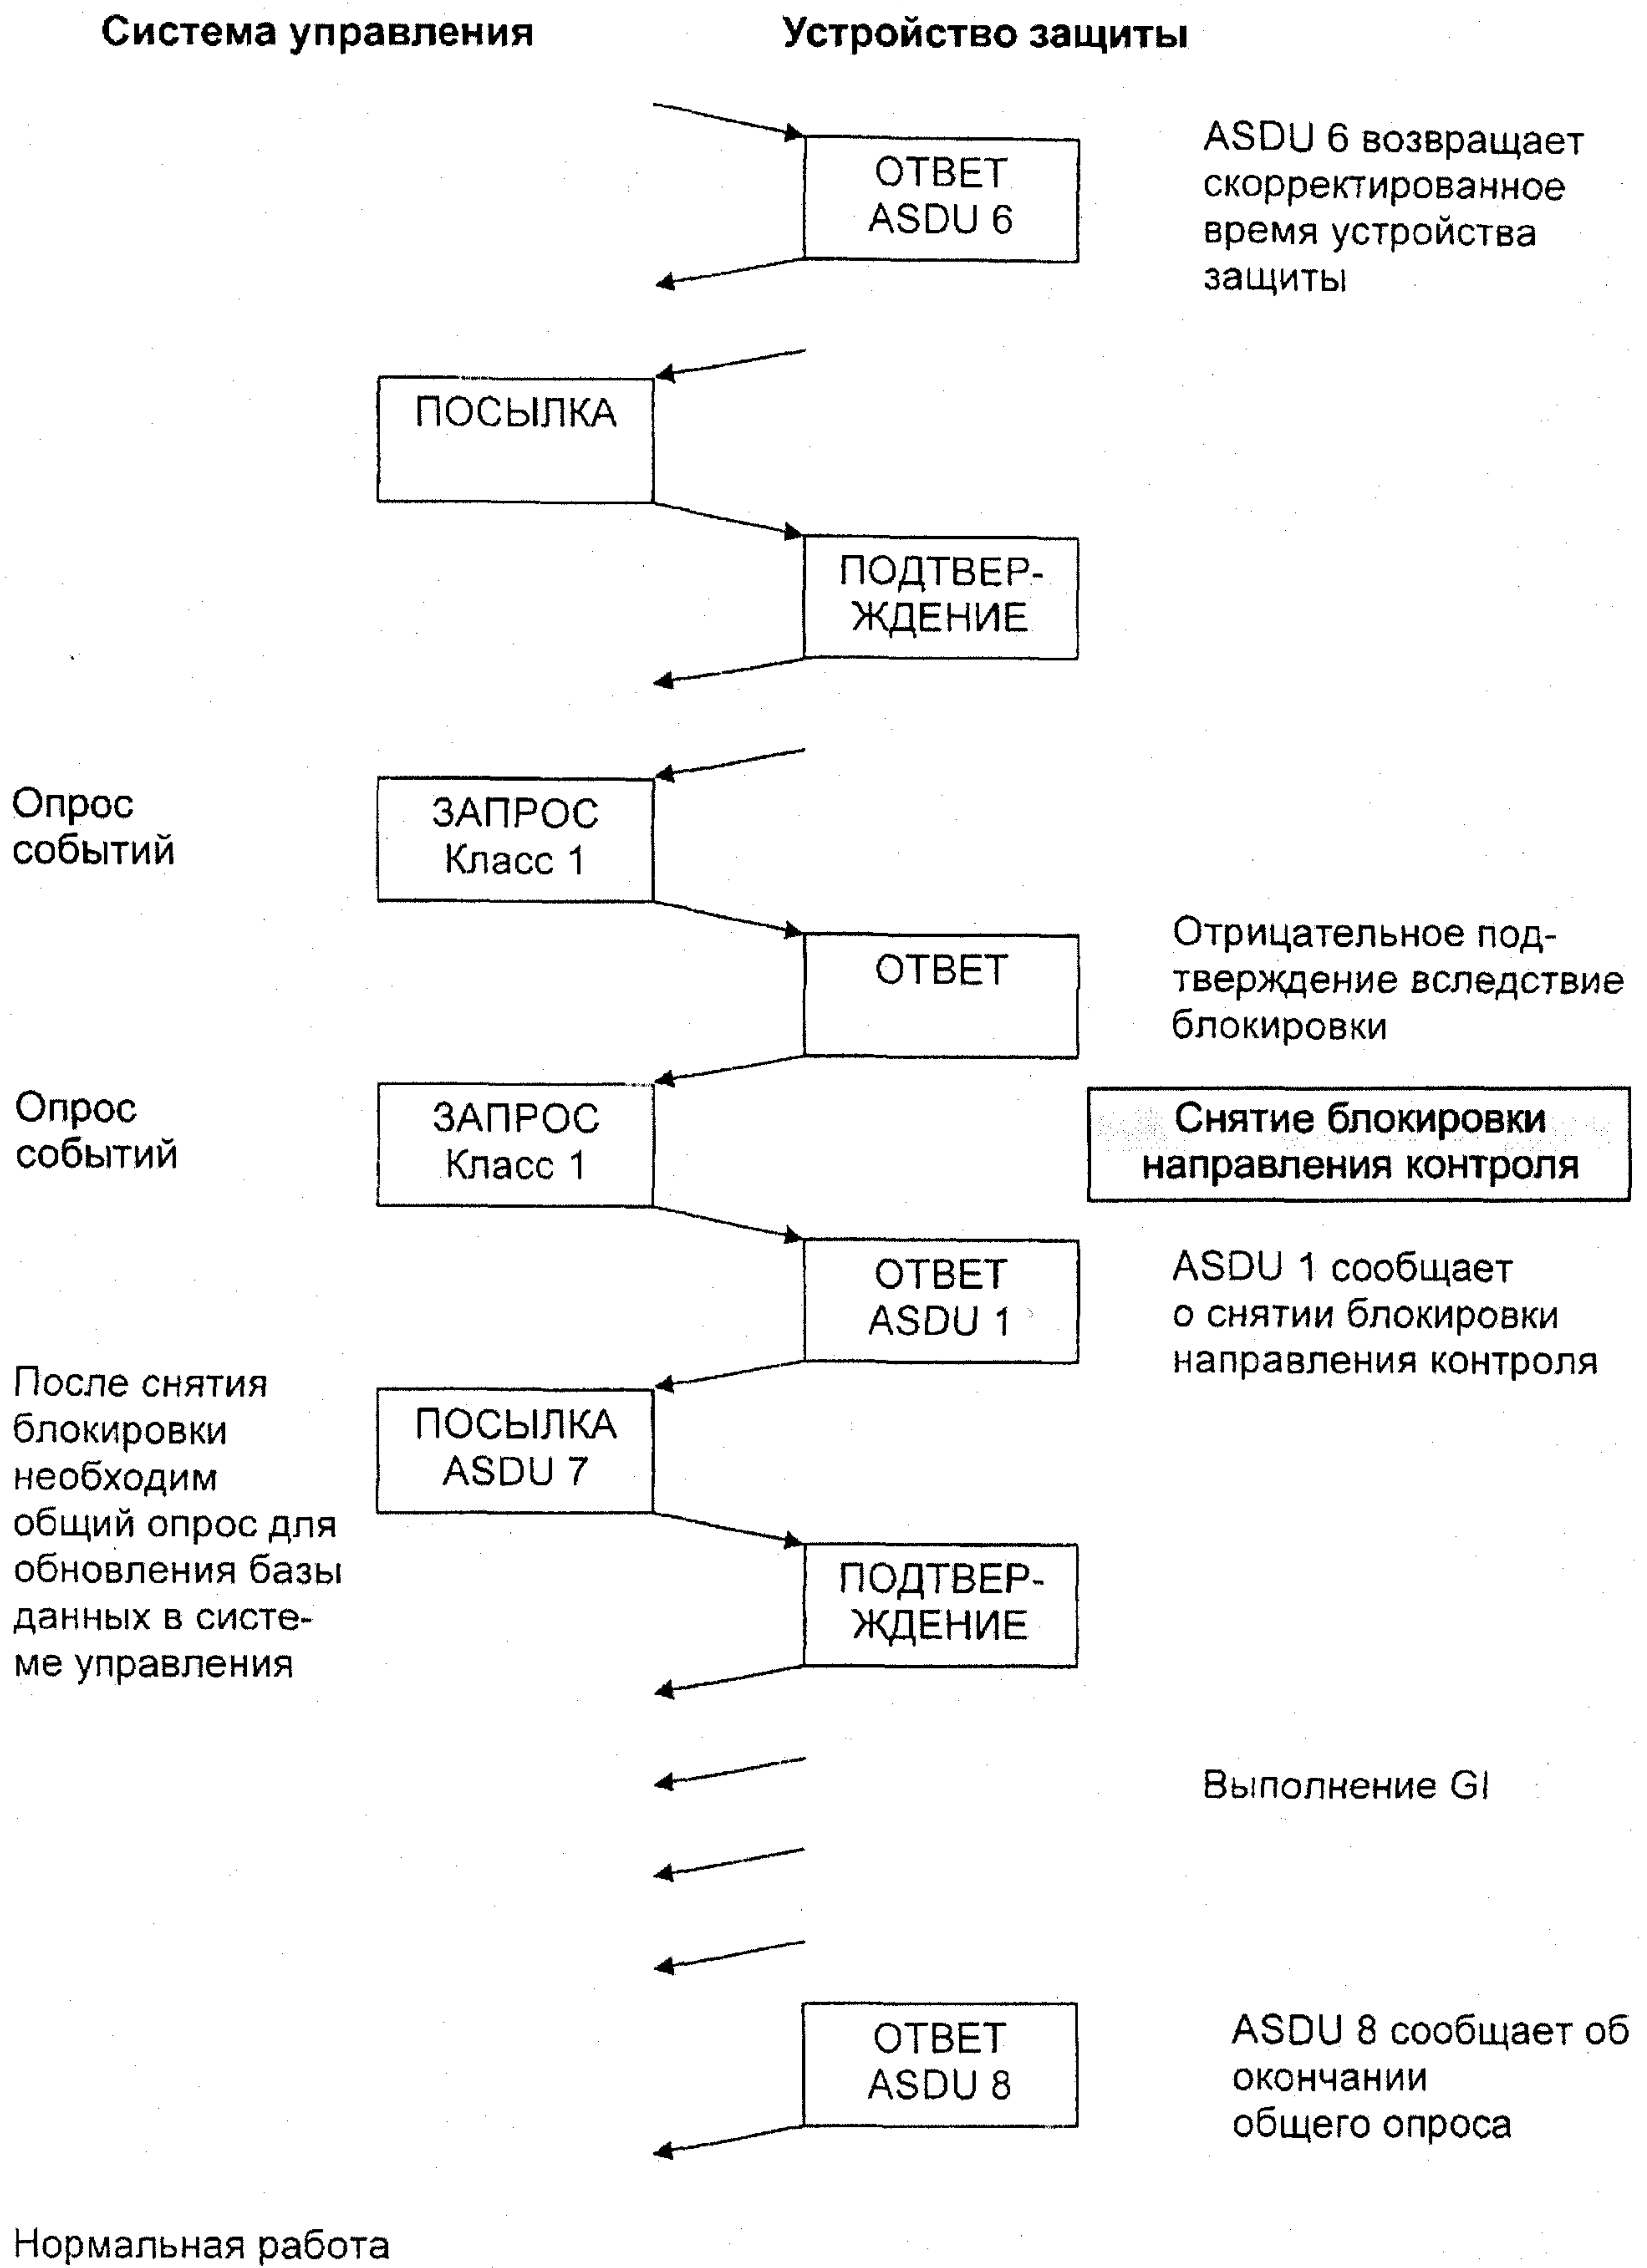 Система управления
Устройство защиты
ОТВЕТ
ASDU 6
ASDU 6 возвращает
скорректированное
время устройства
защиты
ПОСЫЛКА
ПОДТВЕР-
ЖДЕНИЕ
Опрос
событий
ЗАПРОС
Класс 1
ОТВЕТ
Отрицательное под-
тверждение вследствие
блокировки
Опрос
событий
ЗАПРОС
Класс 1
Снятие блокировки
направления контроля
ОТВЕТ
ASDU 1
ASDU 1 сообщает
о снятии блокировки
направления контроля
После снятия
блокировки
необходим
общий опрос для
обновления базы
данных в систе-
ме управления
ПОСЫЛКА
ASDU 7
ПОДТВЕР-
ЖДЕНИЕ
Выполнение GI
ОТВЕТ
ASDU 8
ASDU 8 сообщает об
окончании
общего опроса
Нормальная работа